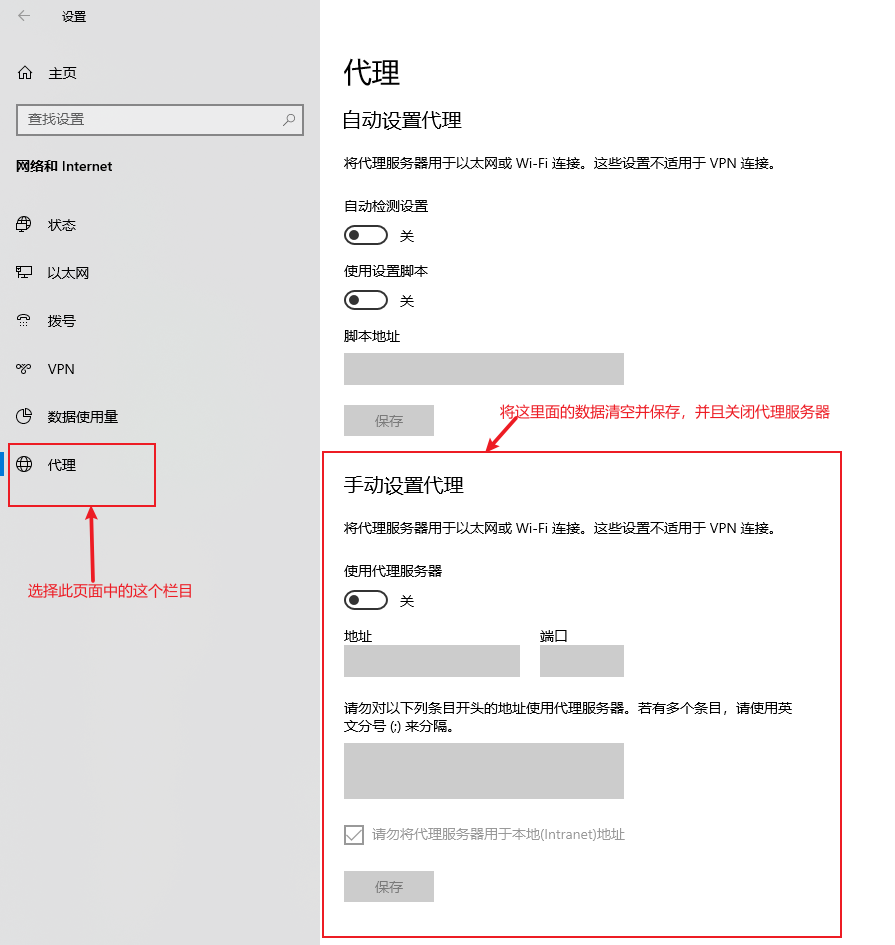 设置
主页
查找设置
网络和 Internet
状态
以太网
拨号
VPN
数据使用量
代理
选择此页面中的这个栏目
代理
自动设置代理
将代理服务器用于以太网或 Wi-Fi 连接。这些设置不适用于 VPN 连接。
自动检测设置
关
使用设置脚本
关
脚本地址
保存
将这里面的数据清空并保存，并且关闭代理服务器
手动设置代理
将代理服务器用于以太网或 Wi-Fi 连接。这些设置不适用于 VPN 连接。
使用代理服务器
关
地址 端口
请勿对以下列条目开头的地址使用代理服务器。若有多个条目，请使用英
文分号 (;) 来分隔。
请勿将代理服务器用于本地(Intranet)地址
保存